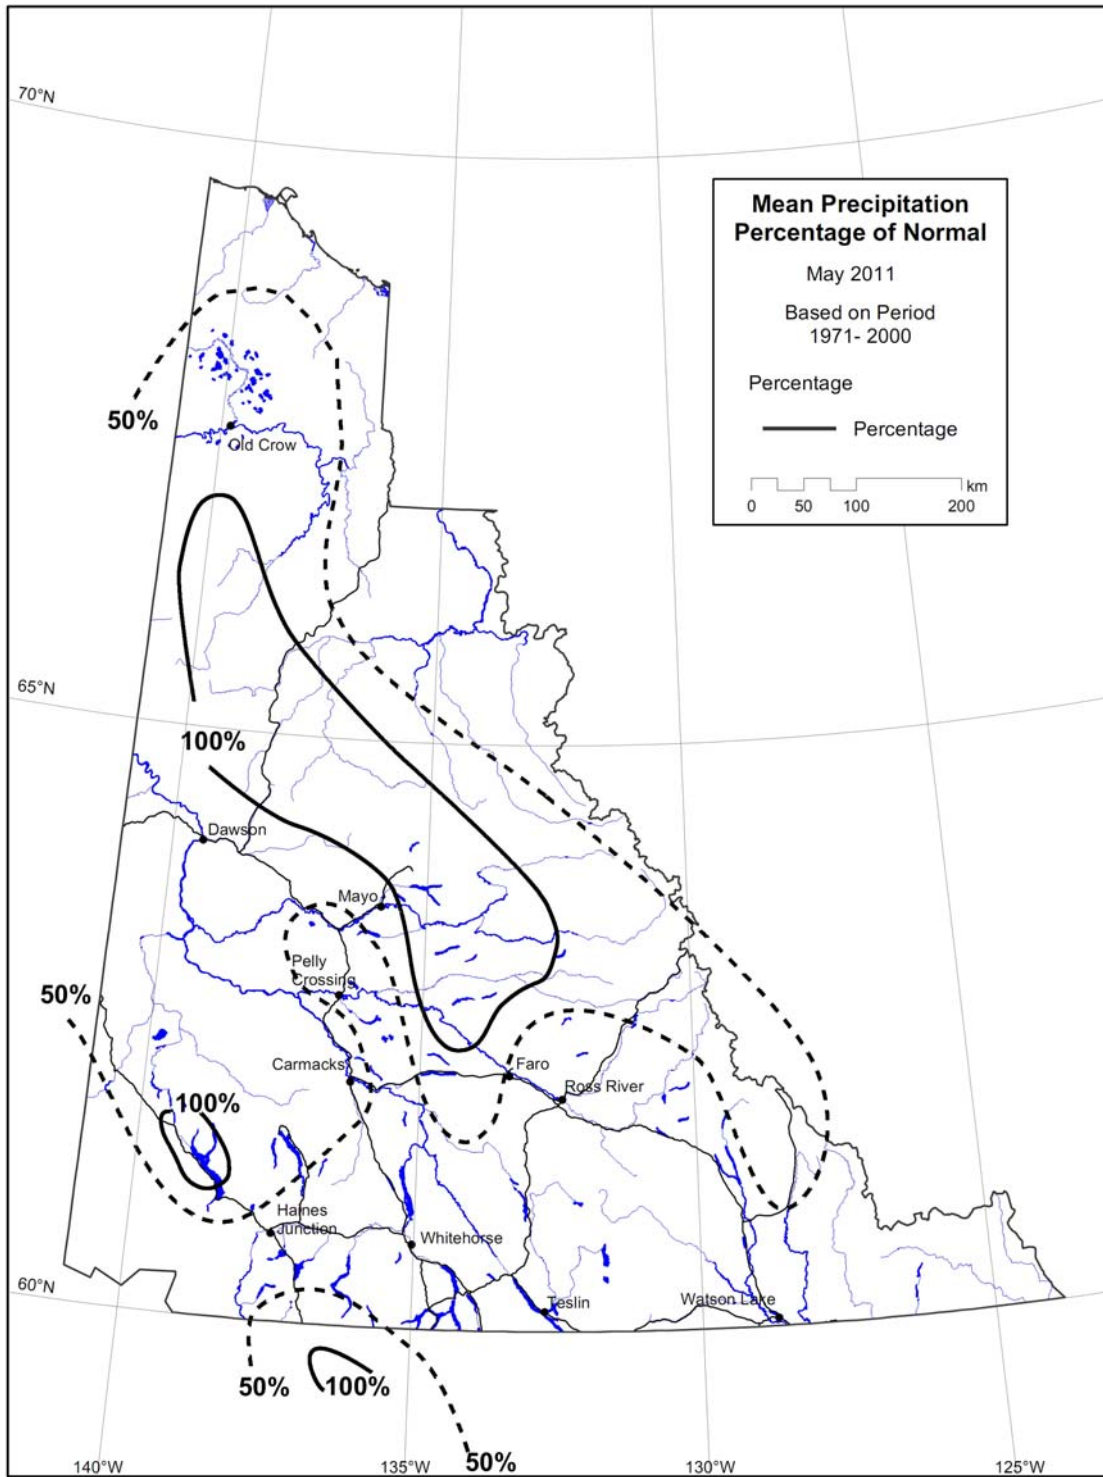 70°N
Mean Precipitation
Percentage of Normal
May 2011
Based on Period
1971- 2000
Percentage
Percentage
km
0 50 100 200
50%
Old Crow
65°N
100%
Dawson
Mayo
Pelly
Crossing
50%
Carmacks
Faro
Ross River
100%
Haines
Junction
Whitehorse
60°N
Teslin
Watson Lake
50%
100%
50%
140°W
135°W
130°W
125°W